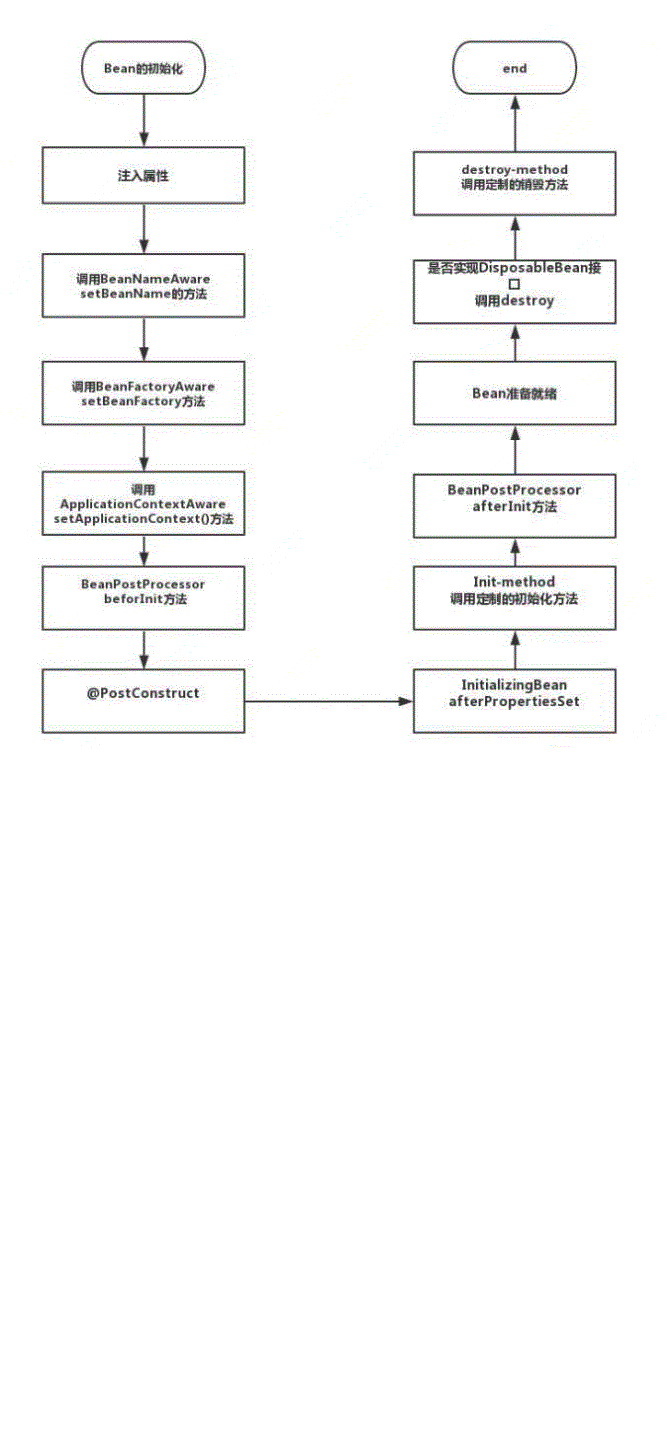 Bean的初始化
注入属性
调用BeanNameAware
setBeanName的方法
调用BeanFactoryAware
setBeanFactory方法
调用
ApplicationContextAware
setApplicationContext()方法
BeanPostProcessor
beforInit方法
@PostConstruct
InitializingBean
afterPropertiesSet
Init-method
调用定制的初始化方法
BeanPostProcessor
afterInit方法
Bean准备就绪
是否实现DisposableBean接
口
调用destroy
destroy-method
调用定制的销毁方法
end